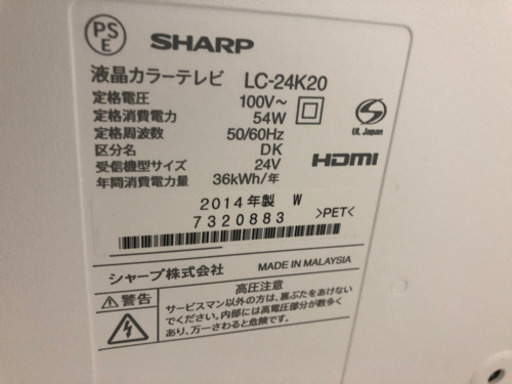 PS
E
SHARP
液晶カラーテレビ LC-24K20
定格電圧 100V~
定格消費電力 54W
定格周波数 50/60Hz
区分名 DK
受信機型サイズ 24V
年間消費電力量 36kWh/年
UL Japan
HDMI
2014年製 W
7320883 >PET<
シャープ株式会社 MADE IN MALAYSIA
警告
高圧注意
サービスマン以外の方は、裏ぶたをあけない
でください。内部には高電圧部分が数多く
あり、万一さわると危険です。